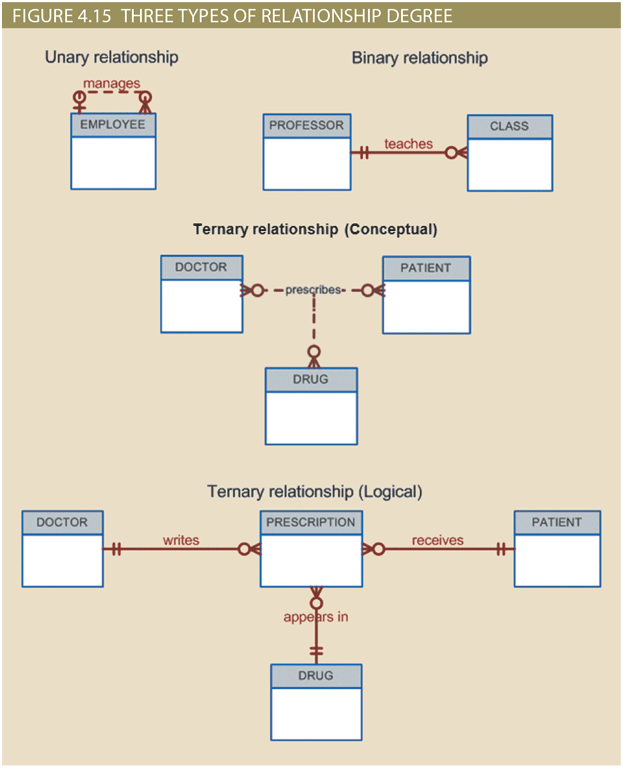 FIGURE 4.15 THREE TYPES OF RELATIONSHIP DEGREE
Unary relationship
Binary relationship
manages
EMPLOYEE
PROFESSOR
teaches
CLASS
Ternary relationship (Conceptual)
DOCTOR
prescribes
PATIENT
DRUG
Ternary relationship (Logical)
DOCTOR
writes
PRESCRIPTION
receives
PATIENT
appears in
DRUG